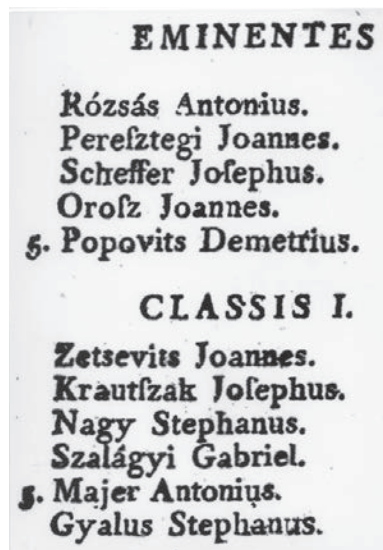 EMINENTES
Rózsás Antonius.
Pereſztegi Joannes.
Scheffer Joſephus.
Oroſz Joannes.
5. Popovits Demetrius.
CLASSIS I.
Zetsevits Joannes.
Krautſzak Joſephus.
Nagy Stephanus.
Szalágyi Gabriel.
5. Majer Antonius.
Gyalus Stephanus.